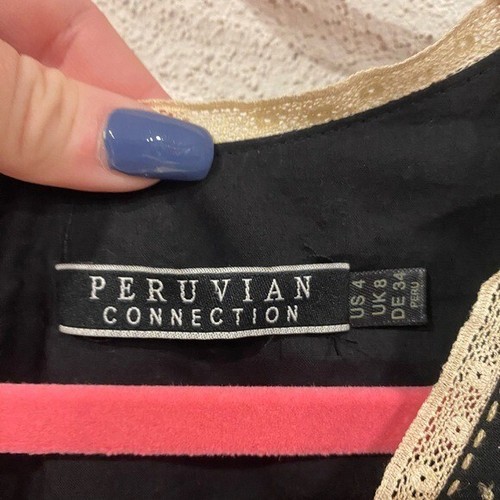 PERUVIAN
CONNECTION
US 4
UK 8
DE 34
PERU